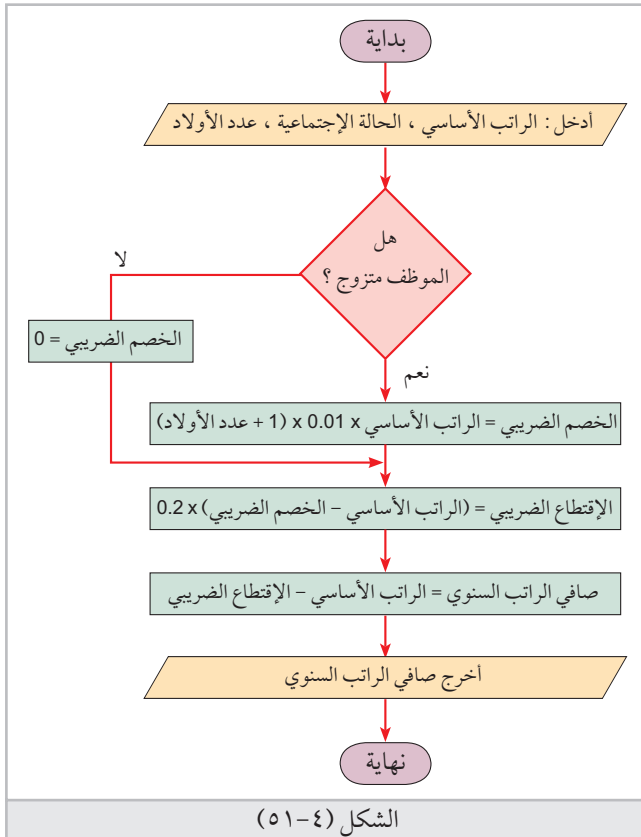 بداية
أدخل : الراتب الأساسي ، الحالة الإجتماعية ، عدد الأولاد
هل
الموظف متزوج ؟
لا
الخصم الضريبي = 0
نعم
الخصم الضريبي = الراتب الأساسي x 0.01 x (1 + عدد الأولاد)
الإقتطاع الضريبي = (الراتب الأساسي – الخصم الضريبي) x 0.2
صافي الراتب السنوي = الراتب الأساسي – الإقتطاع الضريبي
أخرج صافي الراتب السنوي
نهاية
الشكل (٤-٥١)